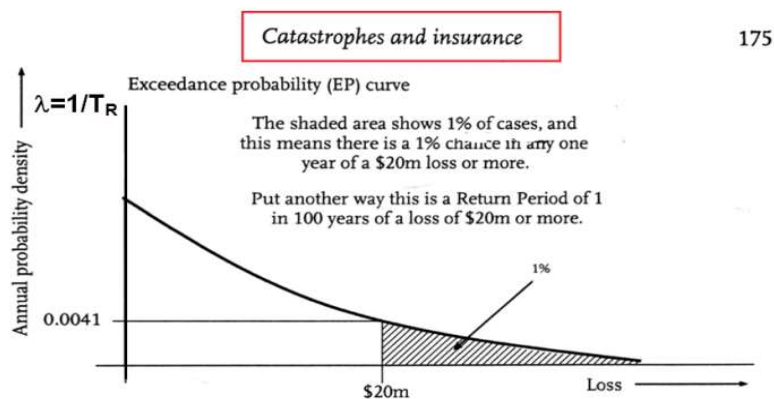 Catastrophes and insurance
175
Exceedance probability (EP) curve
λ=1/TR
The shaded area shows 1% of cases, and
this means there is a 1% chance in any one
year of a $20m loss or more.
Put another way this is a Return Period of 1
in 100 years of a loss of $20m or more.
Annual probability density
1%
0.0041
$20m
Loss